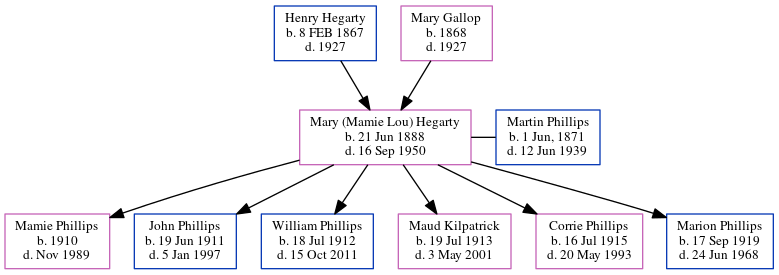 Henry Hegarty
b. 8 FEB 1867
d. 1927
Mary Gallop
b. 1868
d. 1927
Mary (Mamie Lou) Hegarty
b. 21 Jun 1888
d. 16 Sep 1950
Martin Phillips
b. 1 Jun, 1871
d. 12 Jun 1939
Mamie Phillips
b. 1910
d. Nov 1989
John Phillips
b. 19 Jun 1911
d. 5 Jan 1997
William Phillips
b. 18 Jul 1912
d. 15 Oct 2011
Maud Kilpatrick
b. 19 Jul 1913
d. 3 May 2001
Corrie Phillips
b. 16 Jul 1915
d. 20 May 1993
Marion Phillips
b. 17 Sep 1919
d. 24 Jun 1968